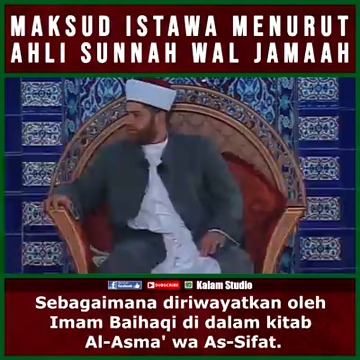 MAKSUD ISTAWA MENURUT
AHLI SUNNAH WAL JAMAAH
SUBSCRIBE Kalam Studio
Sebagaimana diriwayatkan oleh
Imam Baihaqi di dalam kitab
Al-Asma' wa As-Sifat.